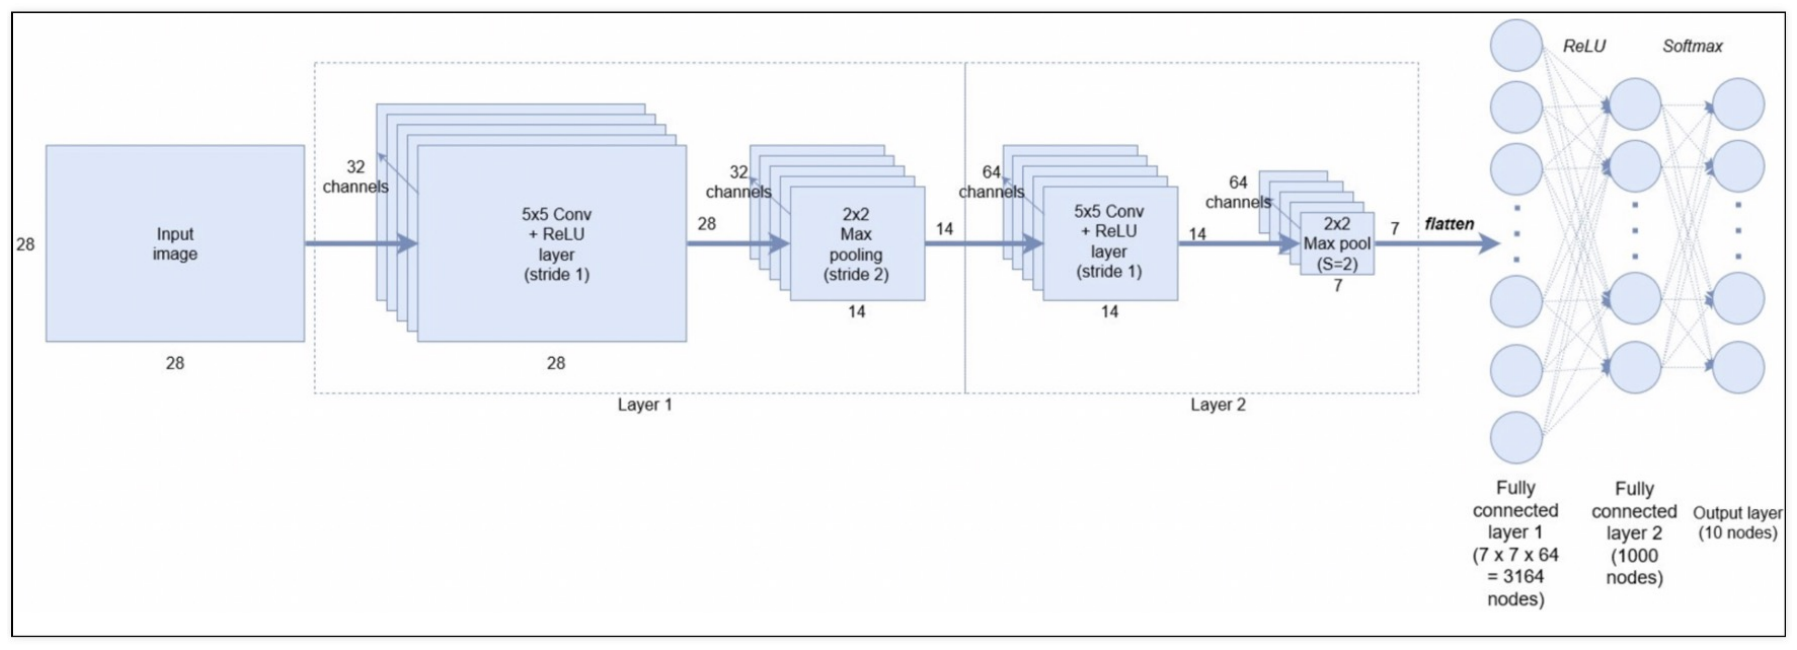 28
Input
image
28
32
channels
5x5 Conv
+ ReLU
layer
(stride 1)
28
28
32
channels
2x2
Max
pooling
(stride 2)
14
14
Layer 1
64
channels
5x5 Conv
+ ReLU
layer
(stride 1)
14
14
64
channels
2x2
Max pool
(S=2)
7
7
Layer 2
flatten
ReLU
Softmax
Fully
connected
layer 1
(7 x 7 x 64
= 3164
nodes)
Fully
connected
layer 2
(1000
nodes)
Output layer
(10 nodes)